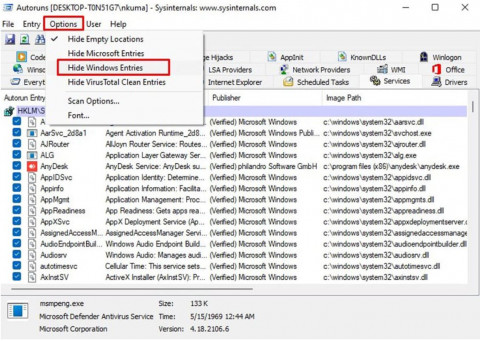 Autoruns [DESKTOP-T0N51G7\nkuma] - Sysinternals: www.sysinternals.com
File Entry Options User Help
Hide Empty Locations
Hide Microsoft Entries
Hide Windows Entries
Hide VirusTotal Clean Entries
Scan Options...
Font...
Hijacks AppInit KnownDLLs Winlogon
Winsoc LSA Providers Network Providers WMI Office
Internet Explorer Scheduled Tasks Services Drivers
Autorun Entry Publisher Image Path
HKLM\S
(Verified) Microsoft Windows c:\windows\system32\aarsvc.dll
AarSvc_2d8a1 Agent Activation Runtime_2d8... (Verified) Microsoft Windows c:\windows\system32\svchost.exe
AJRouter AllJoyn Router Service: Routes... (Verified) Microsoft Windows c:\windows\system32\ajrouter.dll
ALG Application Layer Gateway Ser... (Verified) Microsoft Windows c:\windows\system32\alg.exe
AnyDesk AnyDesk Service: AnyDesk su... (Verified) philandro Software GmbH c:\program files (x86)\anydesk\anydesk.exe
AppIDSvc Application Identity: Determine... (Verified) Microsoft Windows c:\windows\system32\appidsvc.dll
Appinfo Application Information: Facilita... (Verified) Microsoft Windows c:\windows\system32\appinfo.dll
AppMgmt Application Management: Proc... (Verified) Microsoft Windows c:\windows\system32\appmgmts.dll
AppReadiness App Readiness: Gets apps rea... (Verified) Microsoft Windows c:\windows\system32\appreadiness.dll
AppXSvc AppX Deployment Service (Ap... (Verified) Microsoft Windows c:\windows\system32\appxdeploymentserver.d
AssignedAccessM... AssignedAccessManager Servic... (Verified) Microsoft Windows c:\windows\system32\assignedaccessmanager
AudioEndpointBuil... Windows Audio Endpoint Build... (Verified) Microsoft Windows c:\windows\system32\audioendpointbuilder.dll
Audiosrv Windows Audio: Manages audi... (Verified) Microsoft Windows c:\windows\system32\audiosrv.dll
autotimesvc Cellular Time: This service sets... (Verified) Microsoft Windows c:\windows\system32\autotimesvc.dll
AxInstSV ActiveX Installer (AxInstSV): Pr... (Verified) Microsoft Windows c:\windows\system32\axinstsv.dll
msmpeng.exe Size: 133 K
Microsoft Defender Antivirus Service Time: 5/15/1969 12:44 AM
Microsoft Corporation Version: 4.18.2106.6